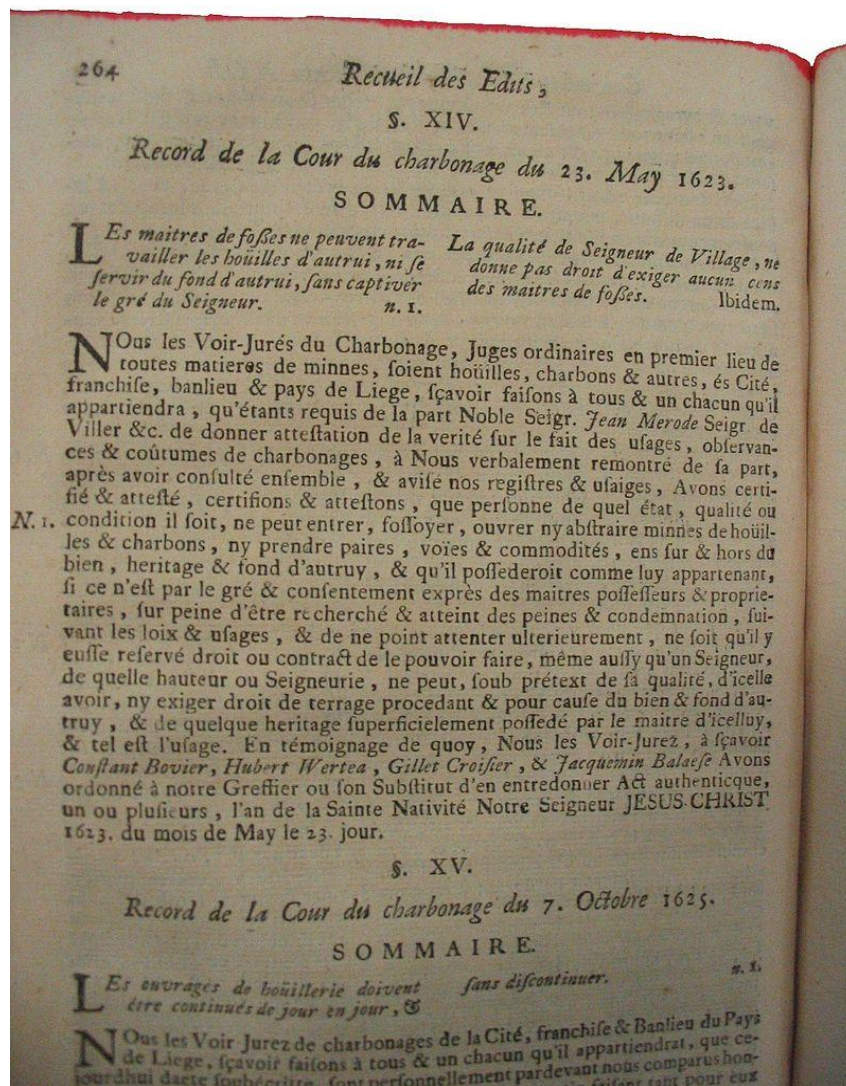 264
Recueil des Edits,
§. XIV.
Record de la Cour du charbonage du 23. May 1623.
SOMMAIRE.
LEs maitres de foſſes ne peuvent tra-
vailler les hoüilles d'autrui, ni ſe
ſervir du fond d'autrui, ſans captiver
le gré du Seigneur. n. 1.
La qualité de Seigneur de Village, ne
donne pas droit d'exiger aucun cens
des maitres de foſſes. Ibidem.
NOus les Voir-Jurés du Charbonage, Juges ordinaires en premier lieu de
toutes matieres de minnes, ſoient hoüilles, charbons & autres, és Cité,
franchiſe, banlieu & pays de Liege, ſçavoir faiſons à tous & un chacun qu'il
appartiendra, qu'étants requis de la part Noble Seigr. Jean Merode Seigr de
Viller &c. de donner atteſtation de la verité ſur le fait des uſages, obſervan-
ces & coûtumes de charbonages, à Nous verbalement remontré de ſa part,
après avoir conſulté enſemble, & aviſé nos regiſtres & uſaiges, Avons certi-
fié & atteſté, certifions & atteſtons, que perſonne de quel état, qualité ou
N. 1. condition il ſoit, ne peut entrer, foſſoyer, ouvrer ny abſtraire minnes de hoüil-
les & charbons, ny prendre paires, voies & commodités, ens ſur & hors du
bien, heritage & fond d'autruy, & qu'il poſſederoit comme luy appartenant,
ſi ce n'eſt par le gré & conſentement exprès des maitres poſſeſſeurs & proprie-
taires, ſur peine d'être recherché & atteint des peines & condemnation, ſui-
vant les loix & uſages, & de ne point attenter ulterieurement, ne ſoit qu'il y
euſſe reſervé droit ou contract de le pouvoir faire, même auſſy qu'un Seigneur,
de quelle hauteur ou Seigneurie, ne peut, ſoub prétext de ſa qualité, d'icelle
avoir, ny exiger droit de terrage procedant & pour cauſe du bien & fond d'au-
truy, & de quelque heritage ſuperficielement poſſedé par le maitre d'icelluy,
& tel eſt l'uſage. En témoignage de quoy, Nous les Voir-Jurez, à ſçavoir
Conſtant Bovier, Hubert Wertea, Gillet Croiſier, & Jacquemin Balaeſe Avons
ordonné à notre Greffier ou ſon Subſtitut d'en entredonner Act authenticque,
un ou pluſieurs, l'an de la Sainte Nativité Notre Seigneur JESUS-CHRIST
1623. du mois de May le 23. jour.
§. XV.
Record de la Cour du charbonage du 7. Octobre 1625.
SOMMAIRE.
LEs ouvrages de hoüillerie doivent
être continués de jour en jour, &
ſans diſcontinuer. n. 1.
NOus les Voir Jurez de charbonages de la Cité, franchiſe & Banlieu du Pays
de Liege, ſçavoir faiſons à tous & un chacun qu'il appartiendrat, que ce-
jourdhui daete ſoubécritte, ſont perſonnellement pardevant nous comparus hon-
tant pour eux